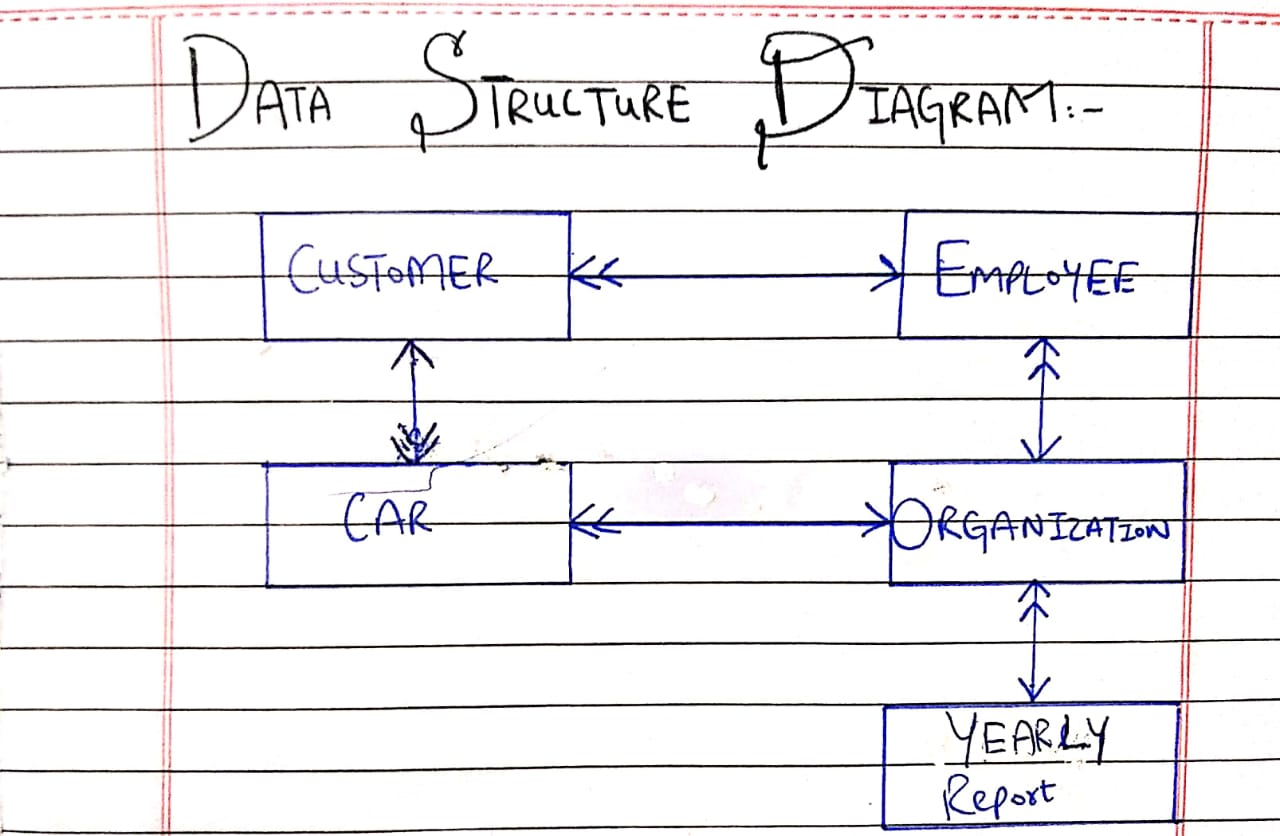 DATA STRUCTURE DIAGRAM:-
CUSTOMER
EMPLOYEE
CAR
ORGANIZATION
YEARLY
Report